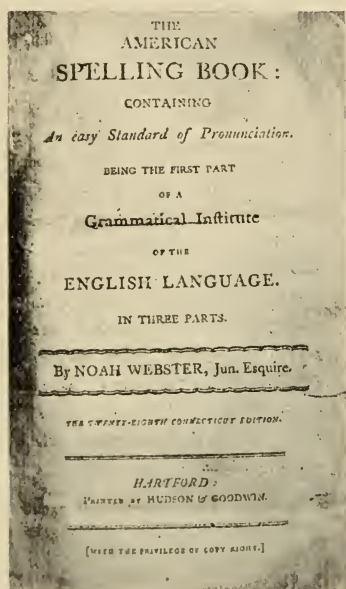 THE
AMERICAN
SPELLING BOOK:
CONTAINING
An easy Standard of Pronunciation.
BEING THE FIRST PART
OF A
Grammatical Inſtitute
OF THE
ENGLISH LANGUAGE.
IN THREE PARTS.
By NOAH WEBSTER, Jun. Esquire.
THE TWENTY-EIGHTH CONNECTICUT EDITION.
HARTFORD:
PRINTED BY HUDSON & GOODWIN.
[WITH THE PRIVILEGE OF COPY RIGHT.]